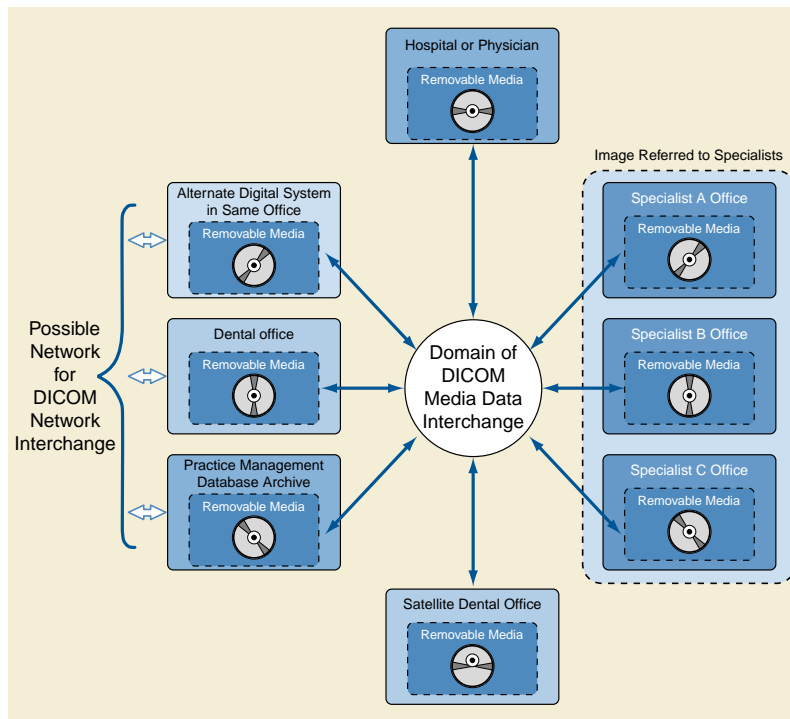 Hospital or Physician
Removable Media
Image Referred to Specialists
Alternate Digital System
in Same Office
Removable Media
Specialist A Office
Removable Media
Possible
Network
for
DICOM
Network
Interchange
Dental office
Removable Media
Domain of
DICOM
Media Data
Interchange
Specialist B Office
Removable Media
Practice Management
Database Archive
Removable Media
Specialist C Office
Removable Media
Satellite Dental Office
Removable Media